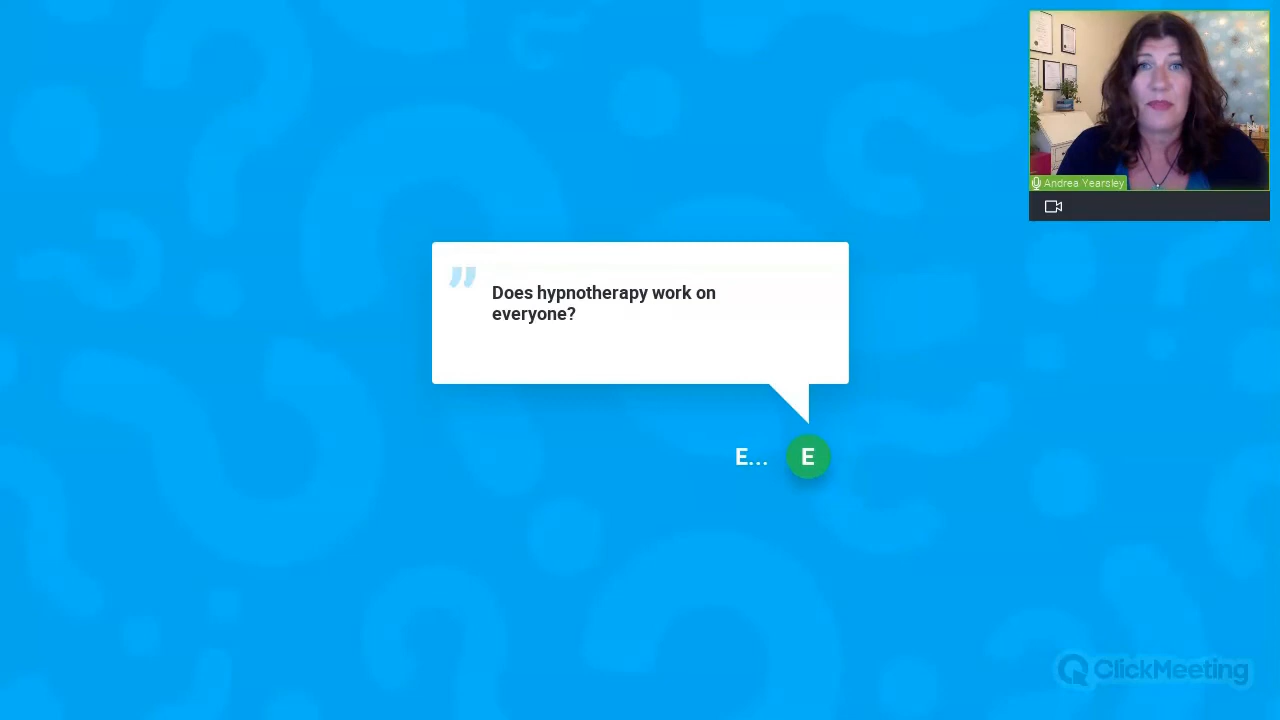 Andrea Yearsley
"
Does hypnotherapy work on
everyone?
E...
E
ClickMeeting